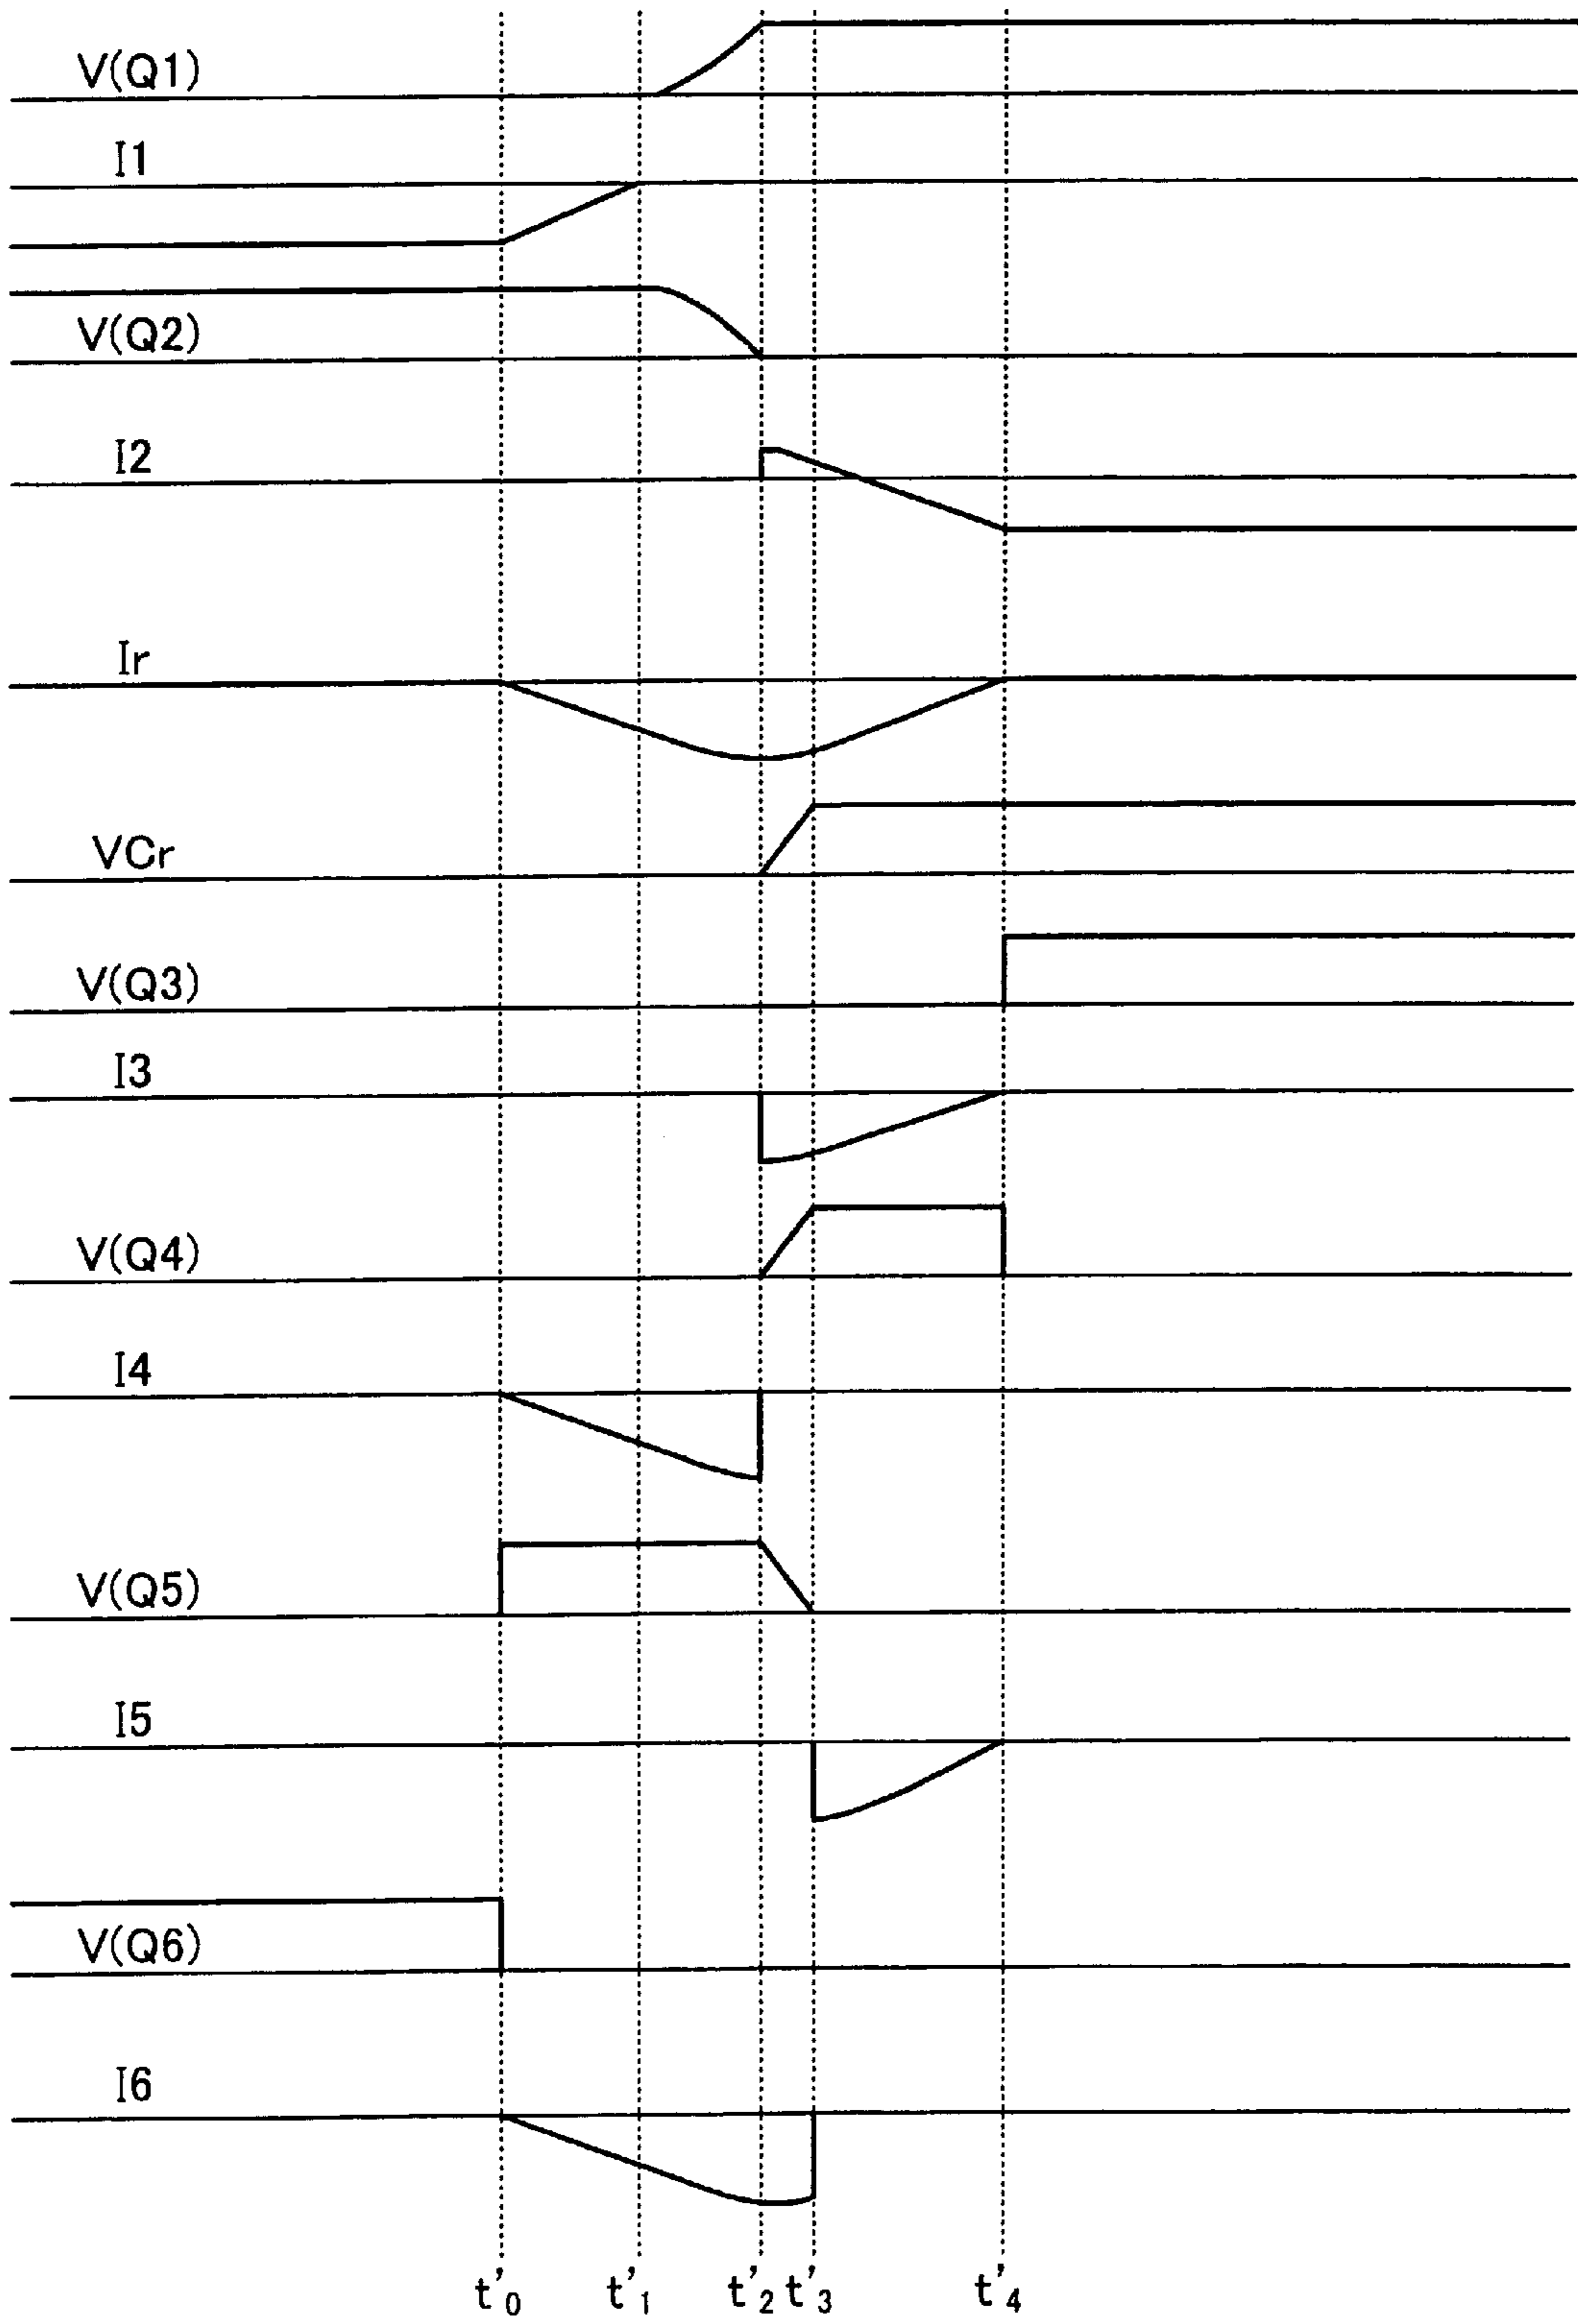 V(Q1)
I1
V(Q2)
I2
Ir
VCr
V(Q3)
I3
V(Q4)
I4
V(Q5)
I5
V(Q6)
I6
t'0 t'1 t'2 t'3 t'4